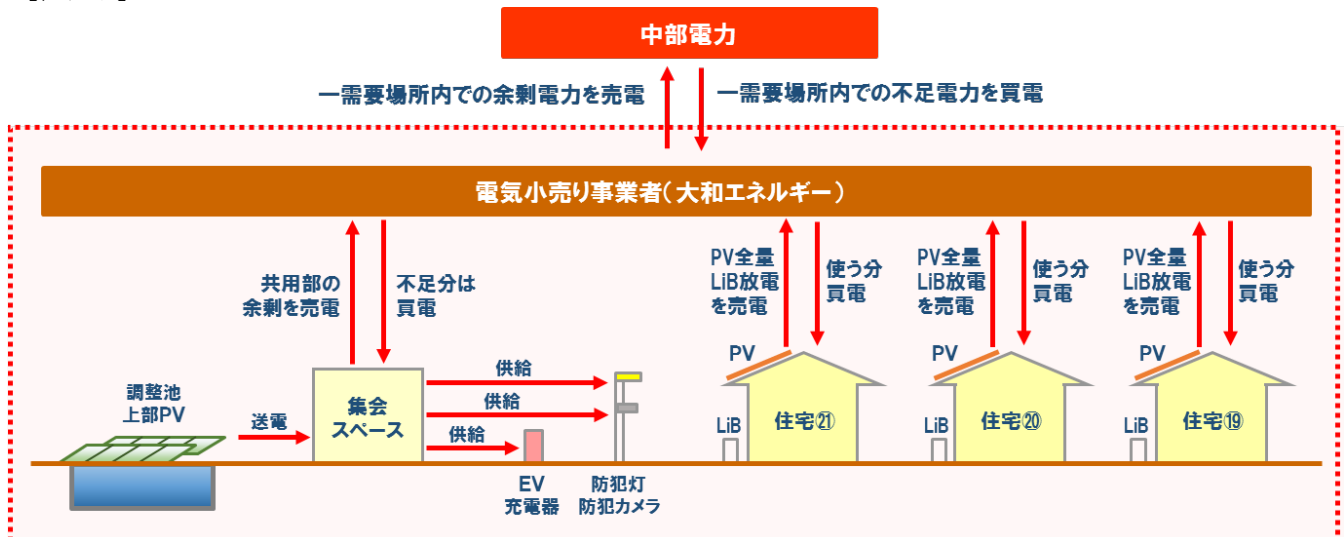 中部電力
一需要場所内での余剰電力を売電
一需要場所内での不足電力を買電
電気小売り事業者(大和エネルギー)
共用部の
余剰を売電
不足分は
買電
PV全量
LiB放電
を売電
使う分
買電
PV全量
LiB放電
を売電
使う分
買電
PV全量
LiB放電
を売電
使う分
買電
調整池
上部PV
送電
集会
スペース
供給
供給
供給
EV
充電器
防犯灯
防犯カメラ
PV
LiB
住宅㉑
PV
LiB
住宅⑳
PV
LiB
住宅⑲